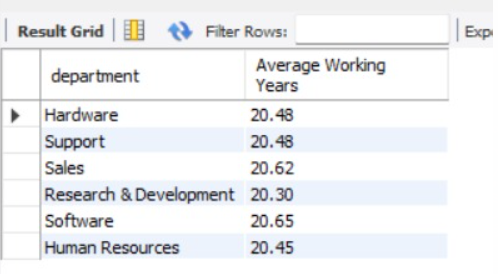 Result Grid Filter Rows: Expo
department Average Working
Years
Hardware 20.48
Support 20.48
Sales 20.62
Research & Development 20.30
Software 20.65
Human Resources 20.45